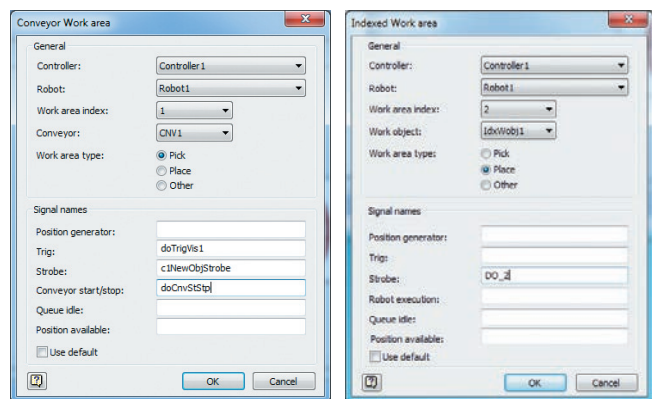 Conveyor Work area
General
Controller: Controller1
Robot: Robot1
Work area index: 1
Conveyor: CNV1
Work area type: Pick
Place
Other
Signal names
Position generator:
Trig: doTrigVis1
Strobe: c1NewObjStrobe
Conveyor start/stop: doCnvStStp
Queue idle:
Position available:
Use default
OK Cancel
Indexed Work area
General
Controller: Controller1
Robot: Robot1
Work area index: 2
Work object: IdxWobj1
Work area type: Pick
Place
Other
Signal names
Position generator:
Trig:
Strobe: DO_2
Robot execution:
Queue idle:
Position available:
Use default
OK Cancel